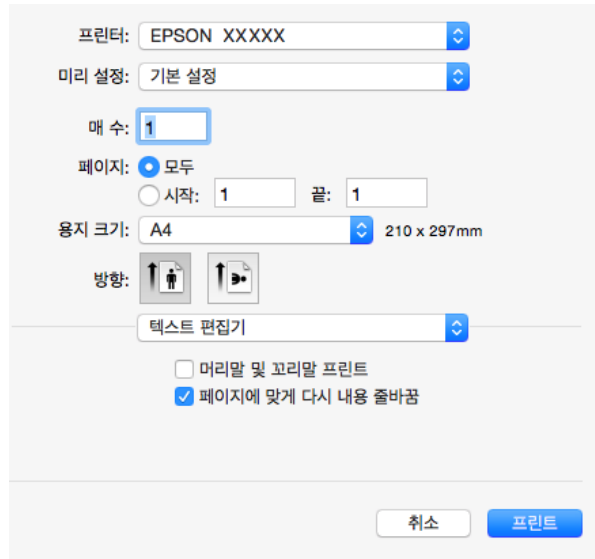 프린터: EPSON XXXXX
미리 설정: 기본 설정
매 수: 1
페이지: 모두
시작: 1 끝: 1
용지 크기: A4 210 x 297mm
방향:
텍스트 편집기
머리말 및 꼬리말 프린트
페이지에 맞게 다시 내용 줄바꿈
취소 프린트